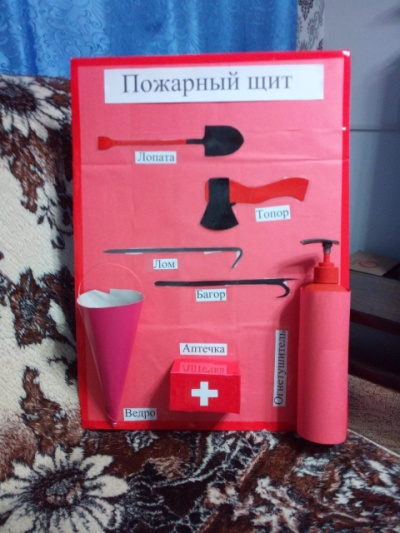 Пожарный щит
Лопата
Топор
Лом
Багор
Аптечка
Огнетушитель
Ведро